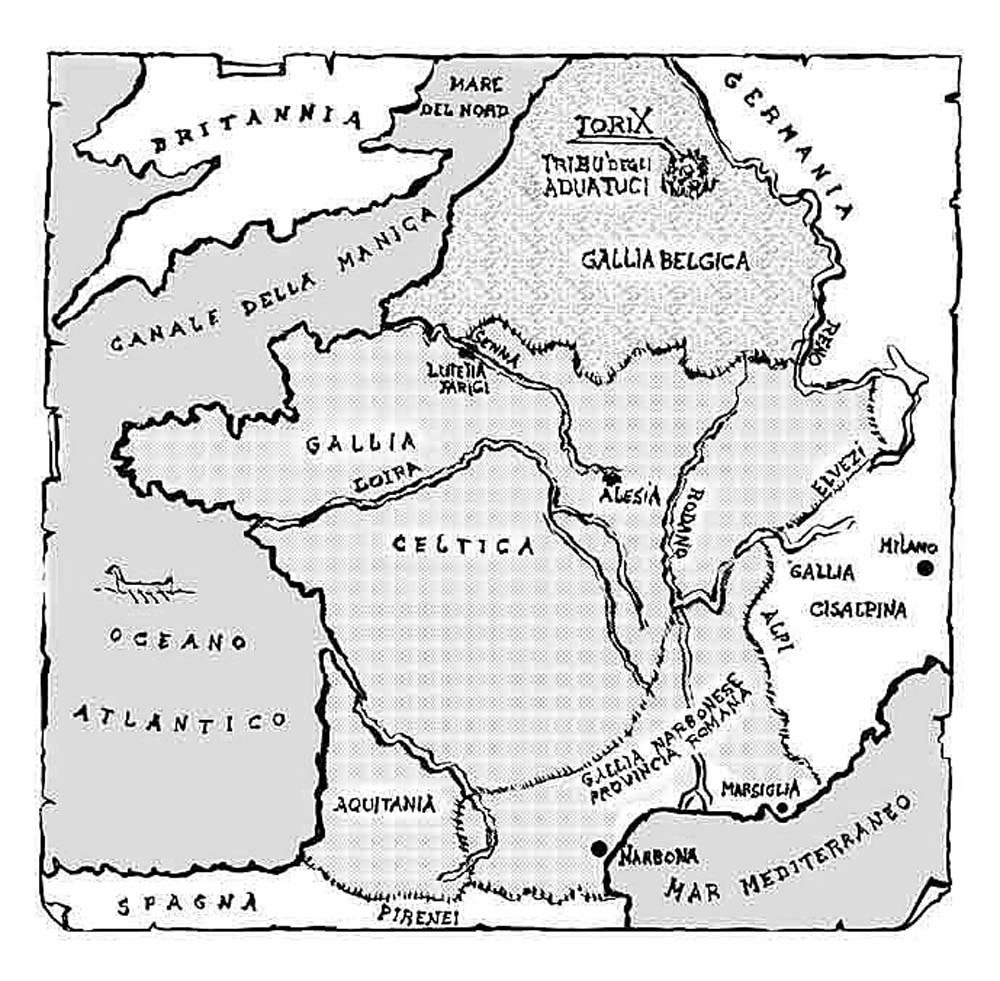 BRITANNIA
MARE
DEL NORD
GERMANIA
TORIX
TRIBÙ DEGLI
ADUATUCI
CANALE DELLA MANICA
GALLIA BELGICA
SENNA
LUTETIA
PARIGI
RENO
GALLIA
LOIRA
ALESIA
RODANO
ELVEZI
CELTICA
MILANO
GALLIA
CISALPINA
ALPI
OCEANO
ATLANTICO
GALLIA NARBONESE
PROVINCIA ROMANA
AQUITANIA
MARSIGLIA
NARBONA
MAR MEDITERRANEO
SPAGNA
PIRENEI